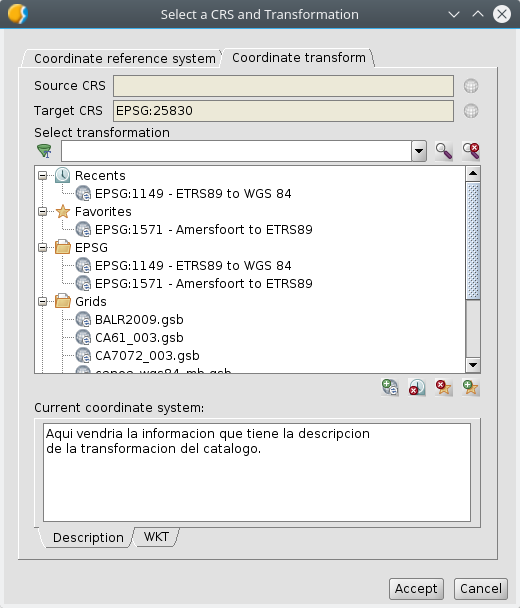 Select a CRS and Transformation
Coordinate reference system
Coordinate transform
Source CRS
Target CRS
EPSG:25830
Select transformation
Recents
EPSG:1149 - ETRS89 to WGS 84
Favorites
EPSG:1571 - Amersfoort to ETRS89
EPSG
EPSG:1149 - ETRS89 to WGS 84
EPSG:1571 - Amersfoort to ETRS89
Grids
BALR2009.gsb
CA61_003.gsb
CA7072_003.gsb
Current coordinate system:
Aqui vendria la informacion que tiene la descripcion
de la transformacion del catalogo.
Description
WKT
Accept
Cancel